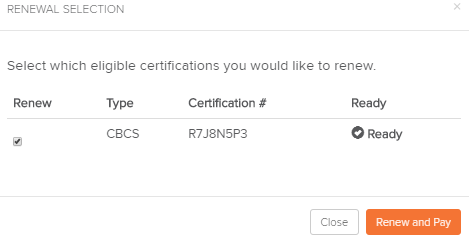 RENEWAL SELECTION ×
Select which eligible certifications you would like to renew.
Renew Type Certification # Ready
CBCS R7J8N5P3 Ready
Close Renew and Pay